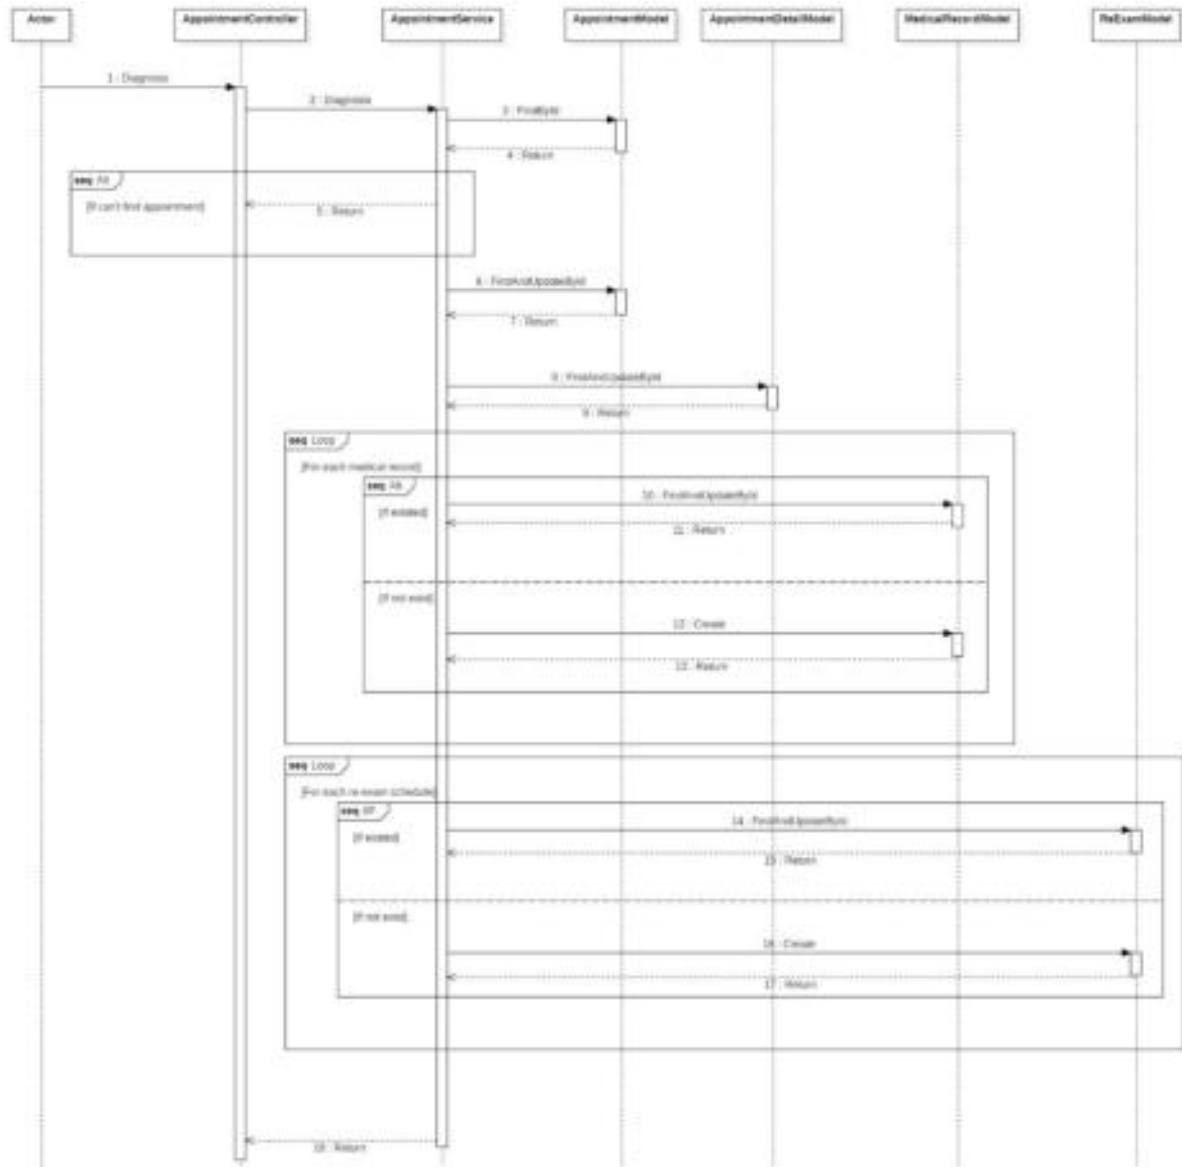 Actor
AppointmentController
AppointmentService
AppointmentModel
AppointmentDetailModel
MedicalRecordModel
ReExamModel
1 : Diagnosis
2 : Diagnosis
3 : FindById
4 : Return
seq Alt
[If can't find appointment]
5 : Return
6 : FindAndUpdateById
7 : Return
8 : FindAndUpdateById
9 : Return
seq Loop
[For each medical record]
seq Alt
10 : FindAndUpdateById
[If existed]
11 : Return
[If not exist]
12 : Create
13 : Return
seq Loop
[For each re-exam schedule]
seq
14 : FindAndUpdateById
[If existed]
15 : Return
[If not exist]
16 : Create
17 : Return
18 : Return